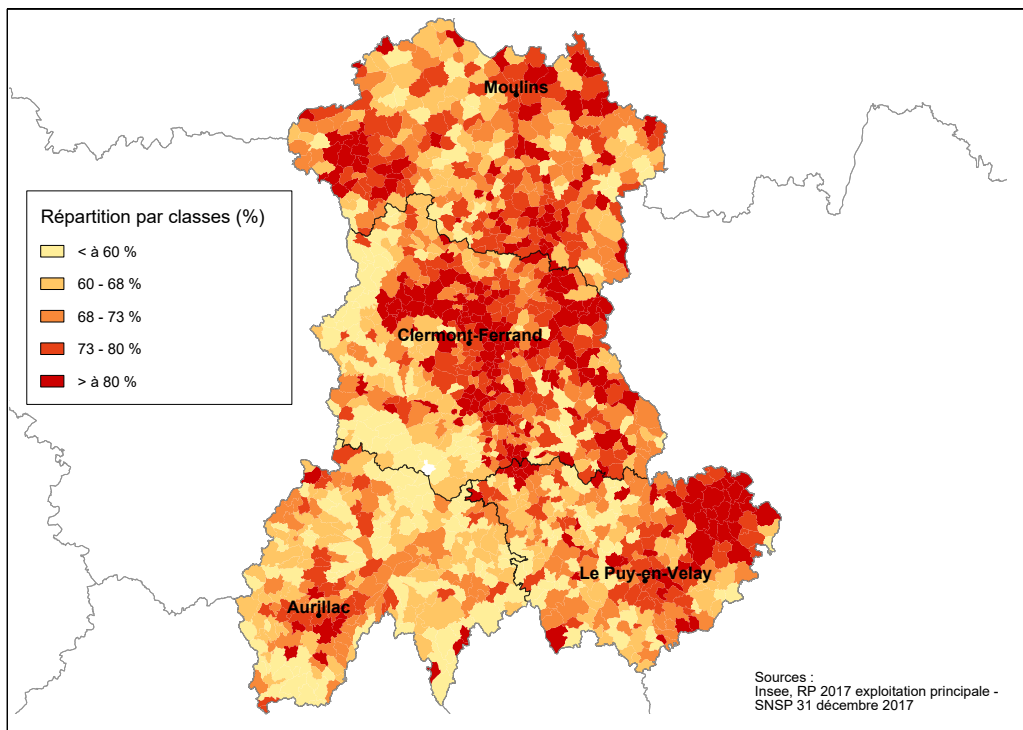 Moulins
Répartition par classes (%)
< à 60 %
60 - 68 %
68 - 73 %
73 - 80 %
> à 80 %
Clermont-Ferrand
Le Puy-en-Velay
Aurillac
Sources :
Insee, RP 2017 exploitation principale -
SNSP 31 décembre 2017